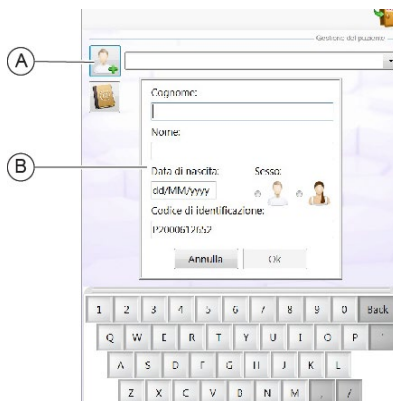 Gestione del paziente
A
Cognome:
Nome:
B
Data di nascita: Sesso:
dd/MM/yyyy
Codice di identificazione:
P2000612652
Annulla Ok
1 2 3 4 5 6 7 8 9 0 Back
Q W E R T Y U I O P '
A S D F G H J K L
Z X C V B N M , /